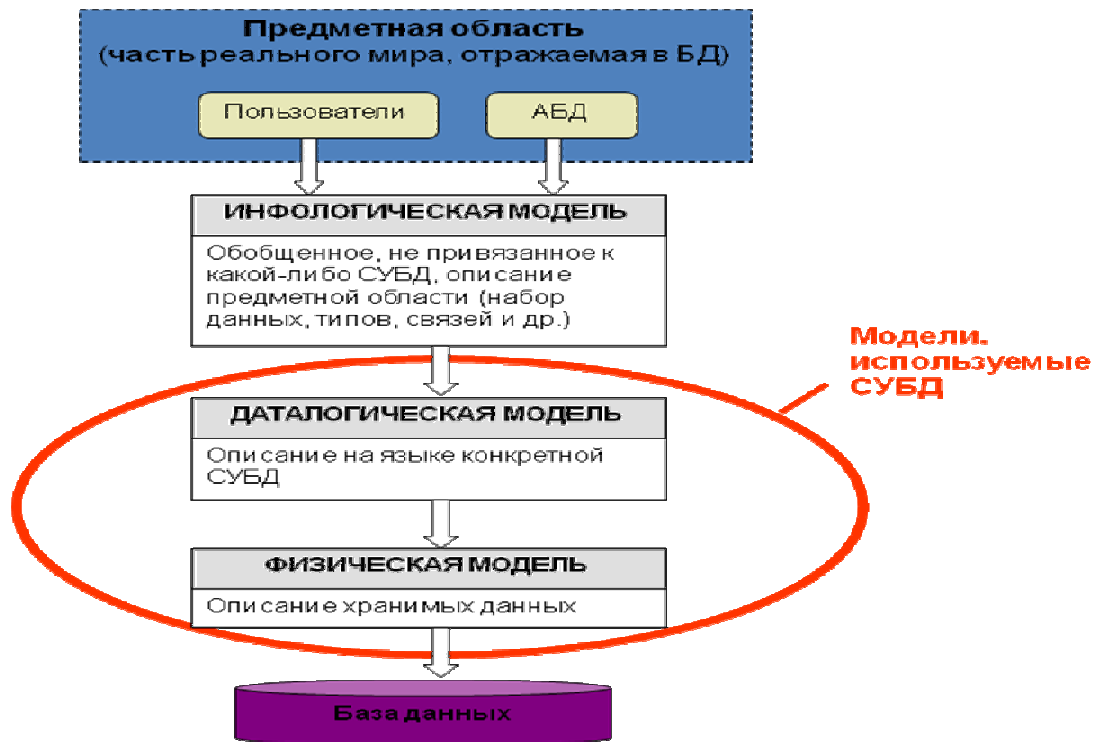 Предметная область
(часть реального мира, отражаемая в БД)
Пользователи
АБД
ИНФОЛОГИЧЕСКАЯ МОДЕЛЬ
Обобщенное, не привязанное к
какой-либо СУБД, описание
предметной области (набор
данных, типов, связей и др.)
Модели.
используемые
СУБД
ДАТАЛОГИЧЕСКАЯ МОДЕЛЬ
Описание на языке конкретной
СУБД
ФИЗИЧЕСКАЯ МОДЕЛЬ
Описание хранимых данных
База данных